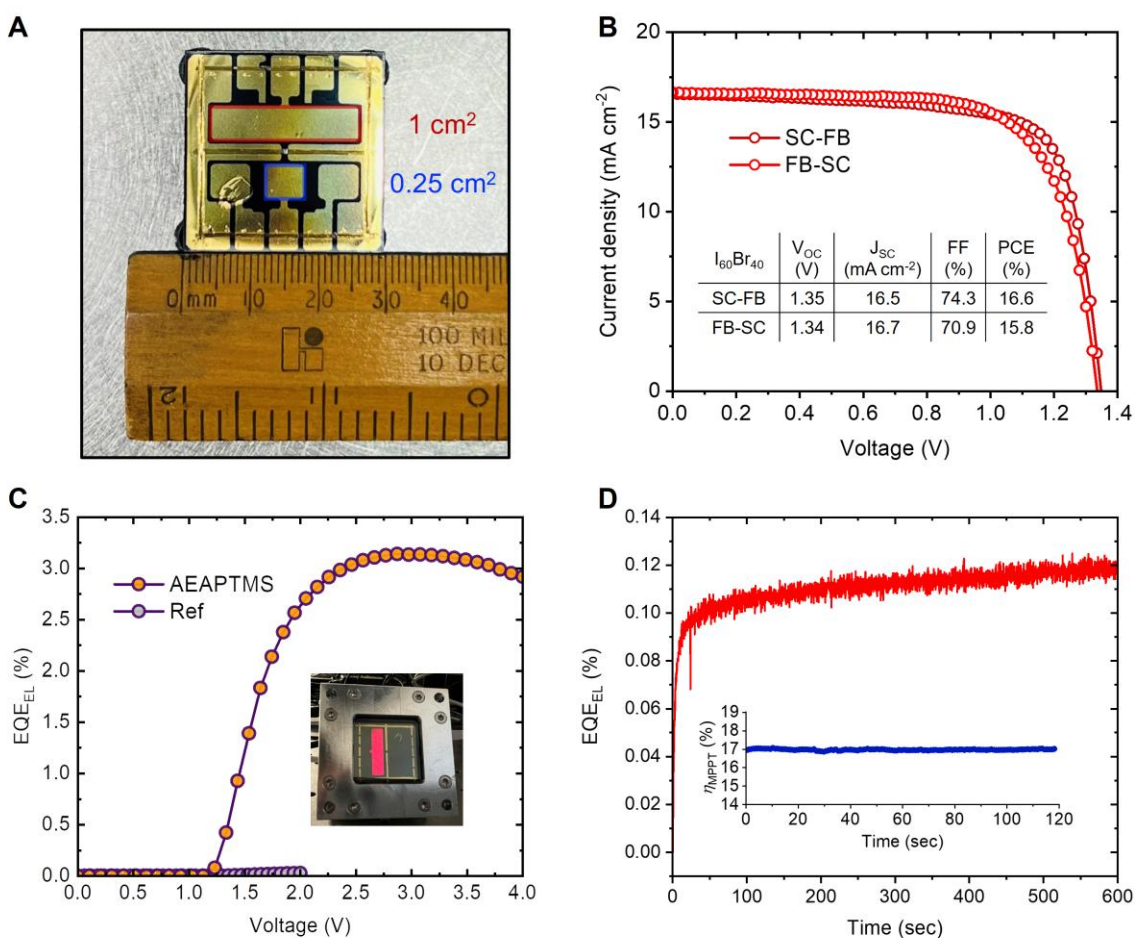 A
1 cm²
0.25 cm²
0 mm 10 20 30
100 MIL
10 DEC
2 1 0
B
20
15
10
5
0
Current density (mA cm⁻²)
SC-FB
FB-SC
I₆₀Br₄₀ V_OC (V) J_SC (mA cm⁻²) FF (%) PCE (%)
SC-FB 1.35 16.5 74.3 16.6
FB-SC 1.34 16.7 70.9 15.8
0.0 0.2 0.4 0.6 0.8 1.0 1.2 1.4
Voltage (V)
C
3.5
3.0
2.5
2.0
1.5
1.0
0.5
0.0
EQE_EL (%)
AEAPTMS
Ref
0.0 0.5 1.0 1.5 2.0 2.5 3.0 3.5 4.0
Voltage (V)
D
0.14
0.12
0.10
0.08
0.06
0.04
0.02
0.00
EQE_EL (%)
19
18
17
16
15
14
η_MPPT (%)
0 20 40 60 80 100 120
Time (sec)
0 100 200 300 400 500 600
Time (sec)